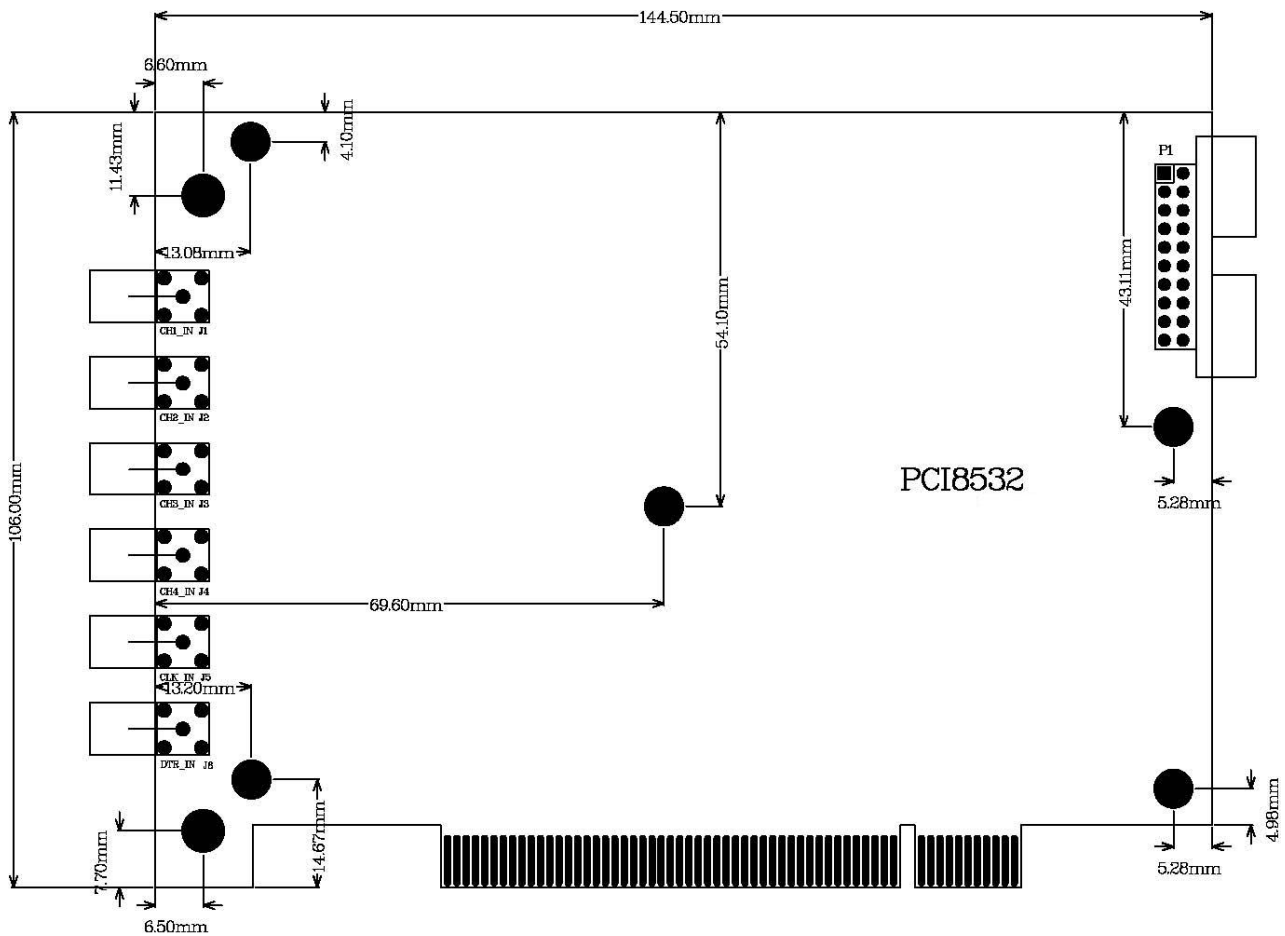 144.50mm
6.60mm
4.10mm
11.43mm
P1
13.08mm
43.11mm
54.10mm
CH1_IN J1
CH2_IN J2
PCI8532
CH3_IN J3
5.28mm
106.00mm
CH4_IN J4
69.60mm
CLK_IN J5
13.20mm
DTR_IN J6
4.98mm
14.67mm
7.70mm
5.28mm
6.50mm